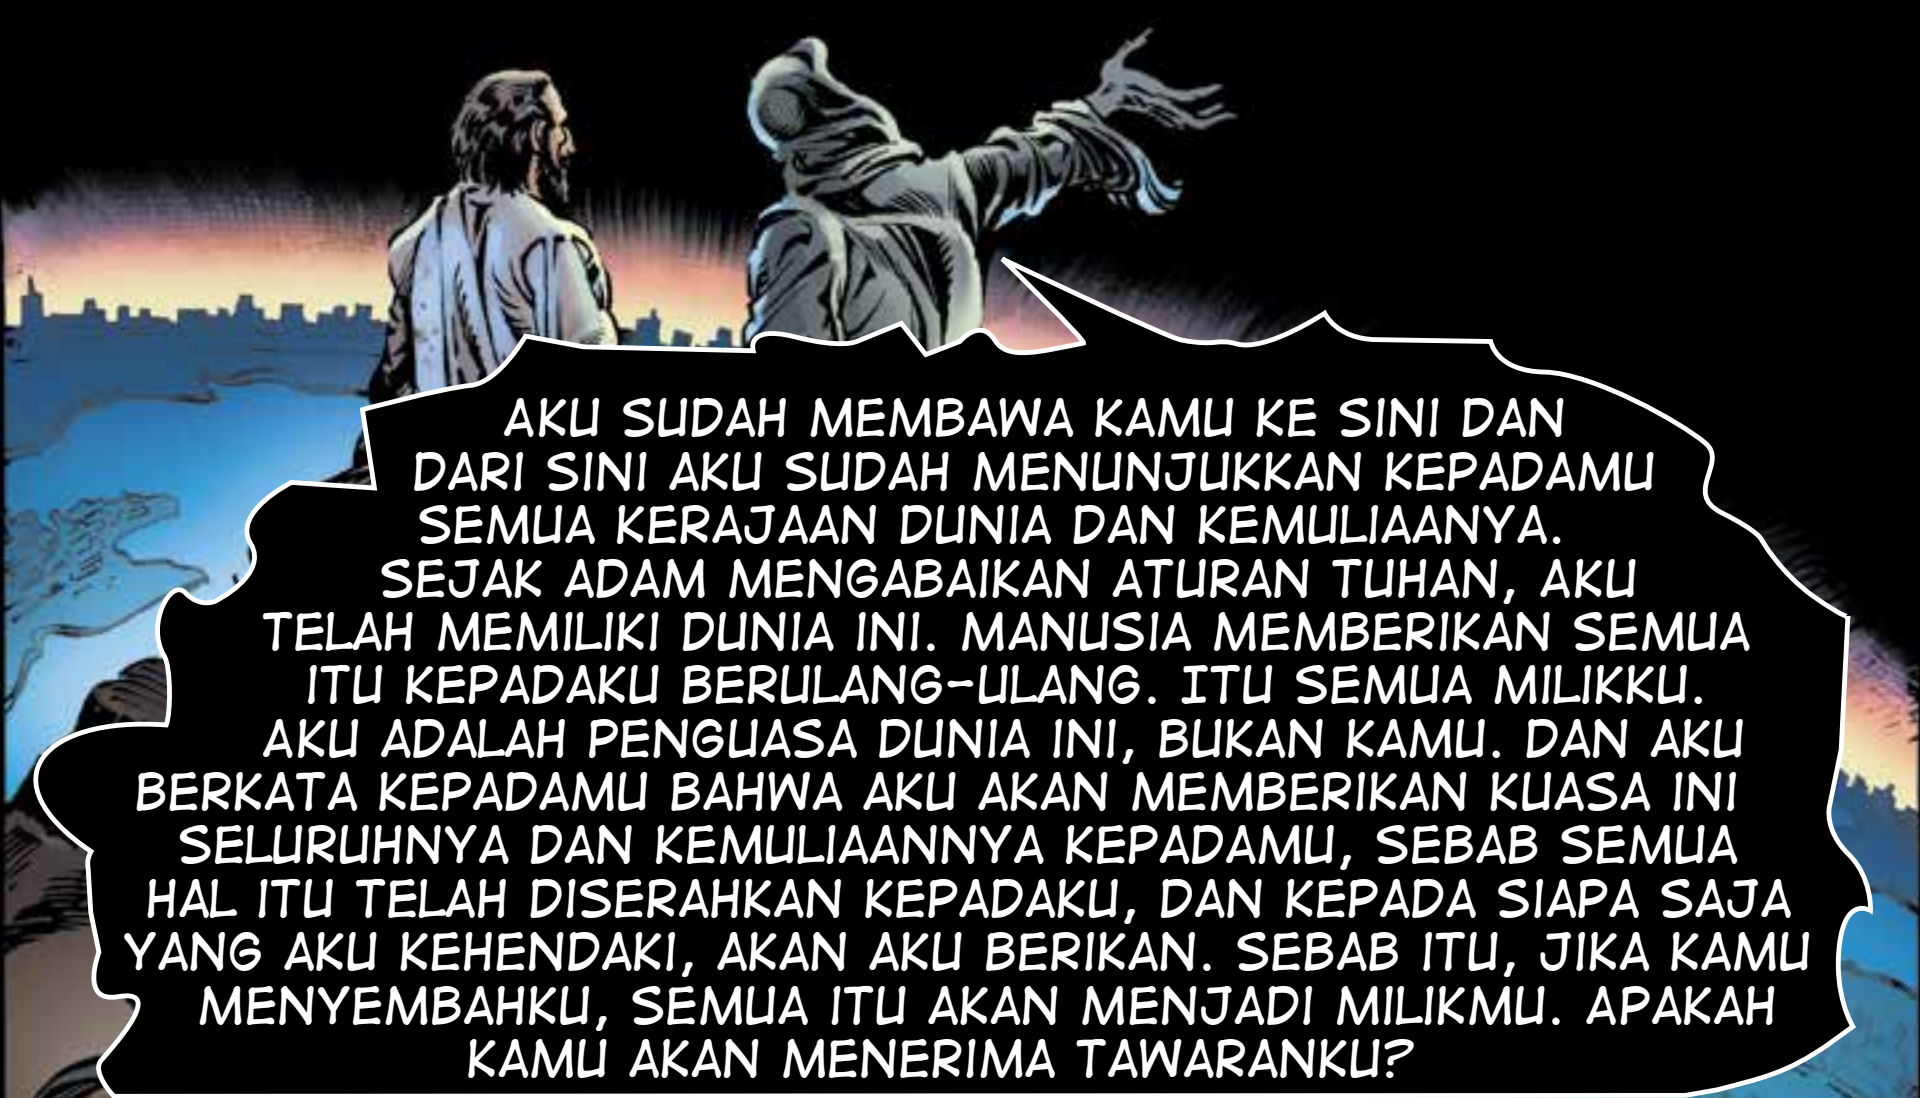 AKU SUDAH MEMBAWA KAMU KE SINI DAN
DARI SINI AKU SUDAH MENUNJUKKAN KEPADAMU
SEMUA KERAJAAN DUNIA DAN KEMULIAANYA.
SEJAK ADAM MENGABAIKAN ATURAN TUHAN, AKU
TELAH MEMILIKI DUNIA INI. MANUSIA MEMBERIKAN SEMUA
ITU KEPADAKU BERULANG-ULANG. ITU SEMUA MILIKKU.
AKU ADALAH PENGUASA DUNIA INI, BUKAN KAMU. DAN AKU
BERKATA KEPADAMU BAHWA AKU AKAN MEMBERIKAN KUASA INI
SELURUHNYA DAN KEMULIAANNYA KEPADAMU, SEBAB SEMUA
HAL ITU TELAH DISERAHKAN KEPADAKU, DAN KEPADA SIAPA SAJA
YANG AKU KEHENDAKI, AKAN AKU BERIKAN. SEBAB ITU, JIKA KAMU
MENYEMBAHKU, SEMUA ITU AKAN MENJADI MILIKMU. APAKAH
KAMU AKAN MENERIMA TAWARANKU?